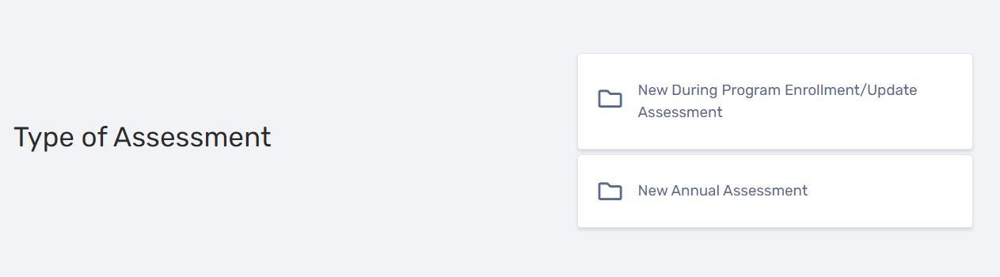 Type of Assessment
New During Program Enrollment/Update
Assessment
New Annual Assessment